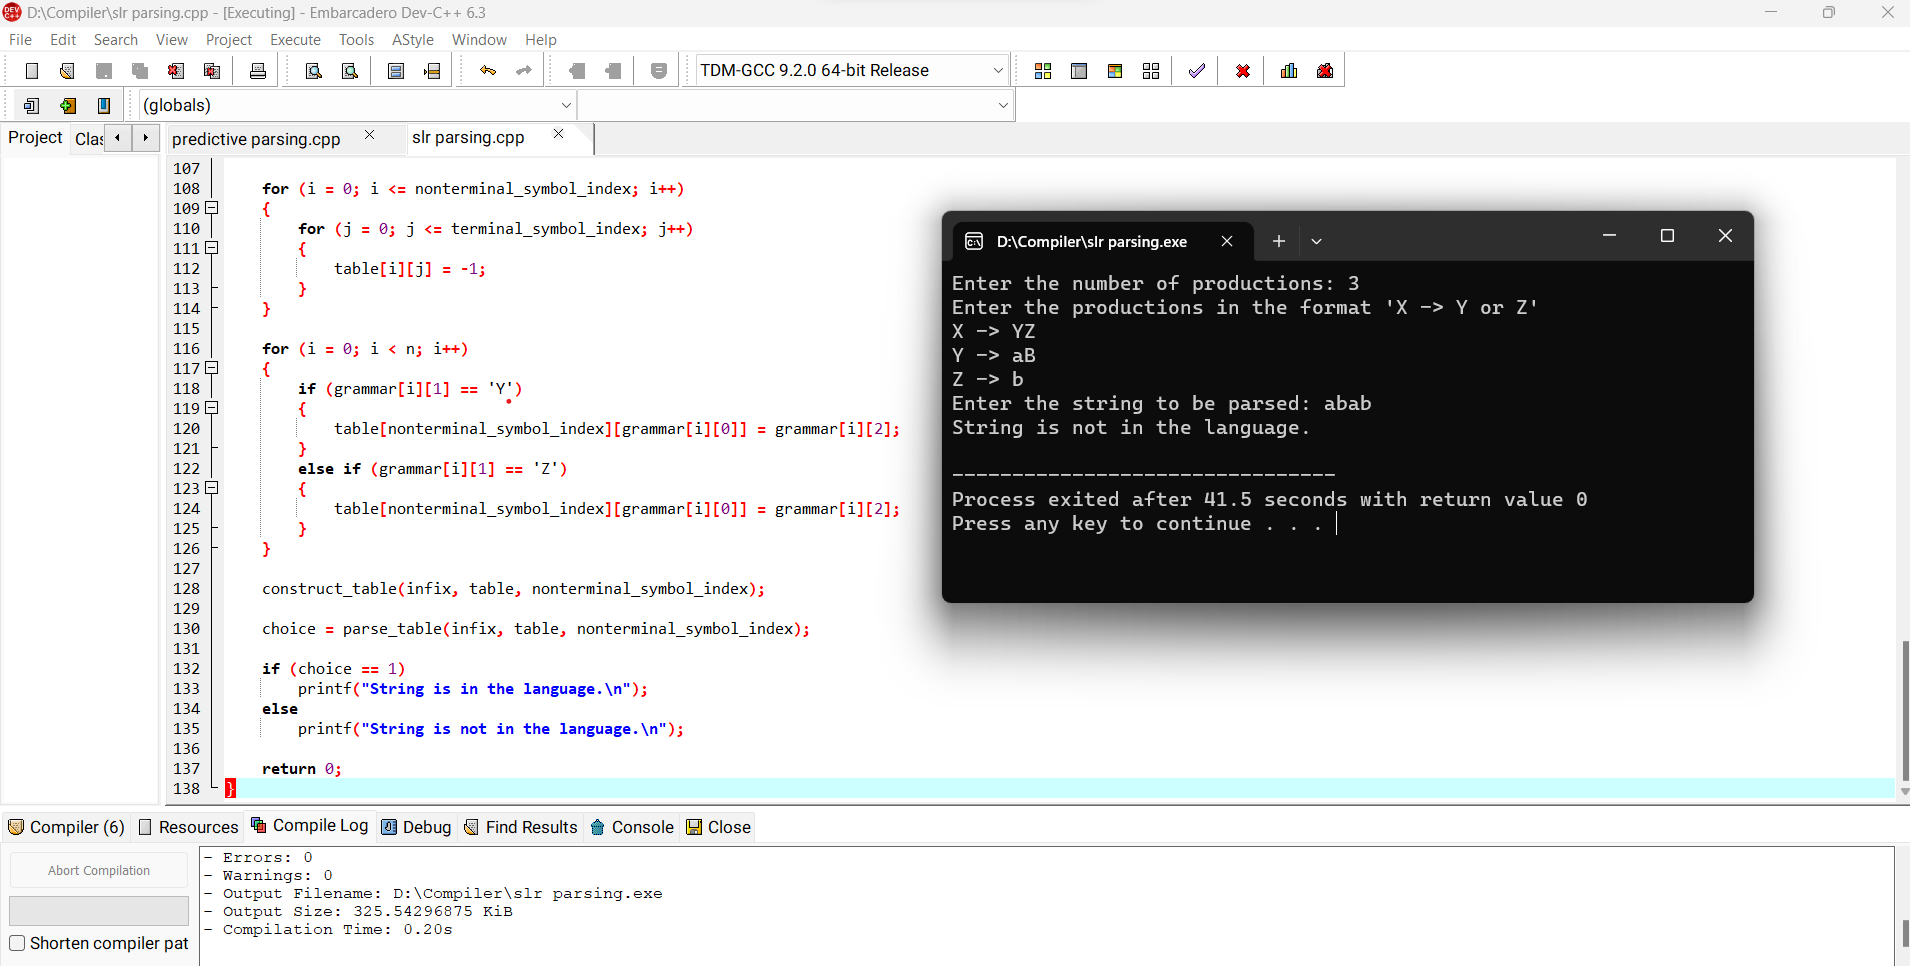 D:\Compiler\slr parsing.cpp - [Executing] - Embarcadero Dev-C++ 6.3
File Edit Search View Project Execute Tools AStyle Window Help
TDM-GCC 9.2.0 64-bit Release
(globals)
Project Clas predictive parsing.cpp slr parsing.cpp
107
108 for (i = 0; i <= nonterminal_symbol_index; i++)
109 {
110 for (j = 0; j <= terminal_symbol_index; j++)
111 {
112 table[i][j] = -1;
113 }
114 }
115
116 for (i = 0; i < n; i++)
117 {
118 if (grammar[i][1] == 'Y')
119 {
120 table[nonterminal_symbol_index][grammar[i][0]] = grammar[i][2];
121 }
122 else if (grammar[i][1] == 'Z')
123 {
124 table[nonterminal_symbol_index][grammar[i][0]] = grammar[i][2];
125 }
126 }
127
128 construct_table(infix, table, nonterminal_symbol_index);
129
130 choice = parse_table(infix, table, nonterminal_symbol_index);
131
132 if (choice == 1)
133 printf("String is in the language.\n");
134 else
135 printf("String is not in the language.\n");
136
137 return 0;
138 }
D:\Compiler\slr parsing.exe
Enter the number of productions: 3
Enter the productions in the format 'X -> Y or Z'
X -> YZ
Y -> aB
Z -> b
Enter the string to be parsed: abab
String is not in the language.
--------------------------------
Process exited after 41.5 seconds with return value 0
Press any key to continue . . .
Compiler (6) Resources Compile Log Debug Find Results Console Close
Abort Compilation
Shorten compiler pat
- Errors: 0
- Warnings: 0
- Output Filename: D:\Compiler\slr parsing.exe
- Output Size: 325.54296875 KiB
- Compilation Time: 0.20s